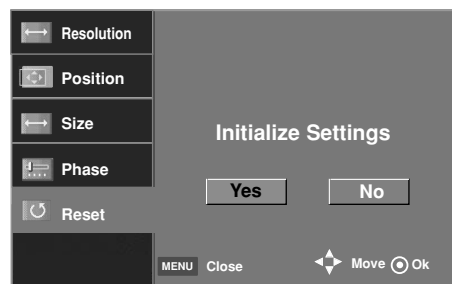 Resolution
Position
Size
Phase
Reset
Initialize Settings
Yes No
MENU Close Move Ok